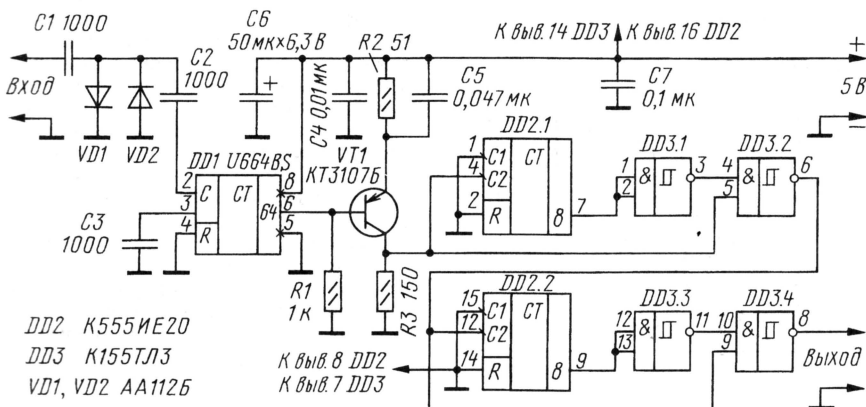 C1 1000
C2
1000
C6
50мк×6,3 В
R2 51
К выв.14 DD3
К выв.16 DD2
+
Вход
VD1
VD2
C4 0,01мк
C5
0,047 мк
C7
0,1 мк
5В
−
DD1 U664BS
VT1
КТ3107Б
2
3
4
C
R
CT
64
8
6
5
C3
1000
R1
1к
R3 150
DD2.1
1
4
2
C1
C2
R
CT
8
7
DD3.1
1
2
&
3
DD3.2
4
5
&
6
DD2.2
15
12
14
C1
C2
R
CT
8
9
DD3.3
12
13
&
11
DD3.4
10
9
&
8
Выход
К выв. 8 DD2
К выв. 7 DD3
DD2 К555ИЕ20
DD3 К155ТЛ3
VD1, VD2 АА112Б